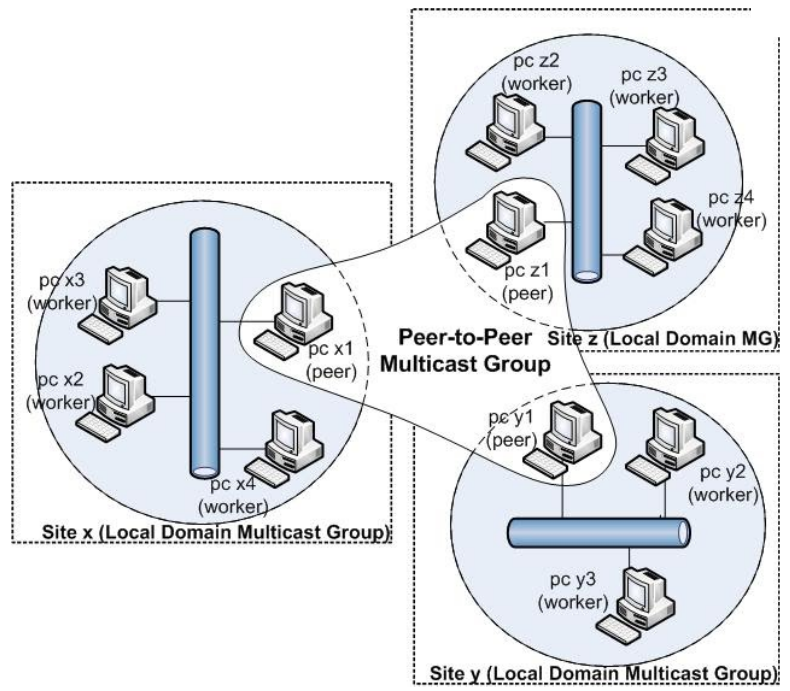 pc z2
(worker)
pc z3
(worker)
pc z4
(worker)
pc z1
(peer)
Site z (Local Domain MG)
pc x3
(worker)
pc x1
(peer)
pc x2
(worker)
pc x4
(worker)
Site x (Local Domain Multicast Group)
Peer-to-Peer
Multicast Group
pc y1
(peer)
pc y2
(worker)
pc y3
(worker)
Site y (Local Domain Multicast Group)